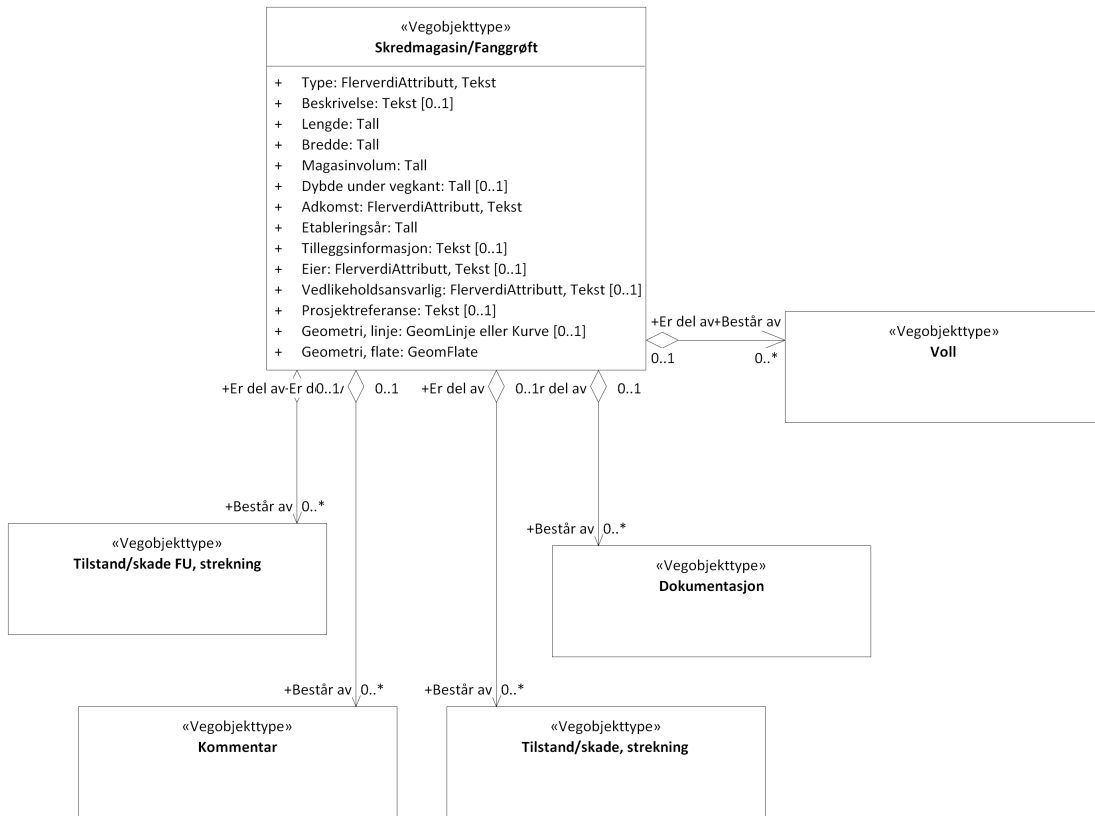 «Vegobjekttype»
Skredmagasin/Fanggrøft
+ Type: FlerverdiAttributt, Tekst
+ Beskrivelse: Tekst [0..1]
+ Lengde: Tall
+ Bredde: Tall
+ Magasinvolum: Tall
+ Dybde under vegkant: Tall [0..1]
+ Adkomst: FlerverdiAttributt, Tekst
+ Etableringsår: Tall
+ Tilleggsinformasjon: Tekst [0..1]
+ Eier: FlerverdiAttributt, Tekst [0..1]
+ Vedlikeholdsansvarlig: FlerverdiAttributt, Tekst [0..1]
+ Prosjektreferanse: Tekst [0..1]
+ Geometri, linje: GeomLinje eller Kurve [0..1]
+ Geometri, flate: GeomFlate
+Er del av +Består av
0..1 0..*
«Vegobjekttype»
Voll
+Er del av 0..1 0..1 +Er del av 0..1 r del av 0..1
+Består av 0..*
«Vegobjekttype»
Tilstand/skade FU, strekning
+Består av 0..*
«Vegobjekttype»
Dokumentasjon
+Består av 0..* +Består av 0..*
«Vegobjekttype»
Kommentar
«Vegobjekttype»
Tilstand/skade, strekning